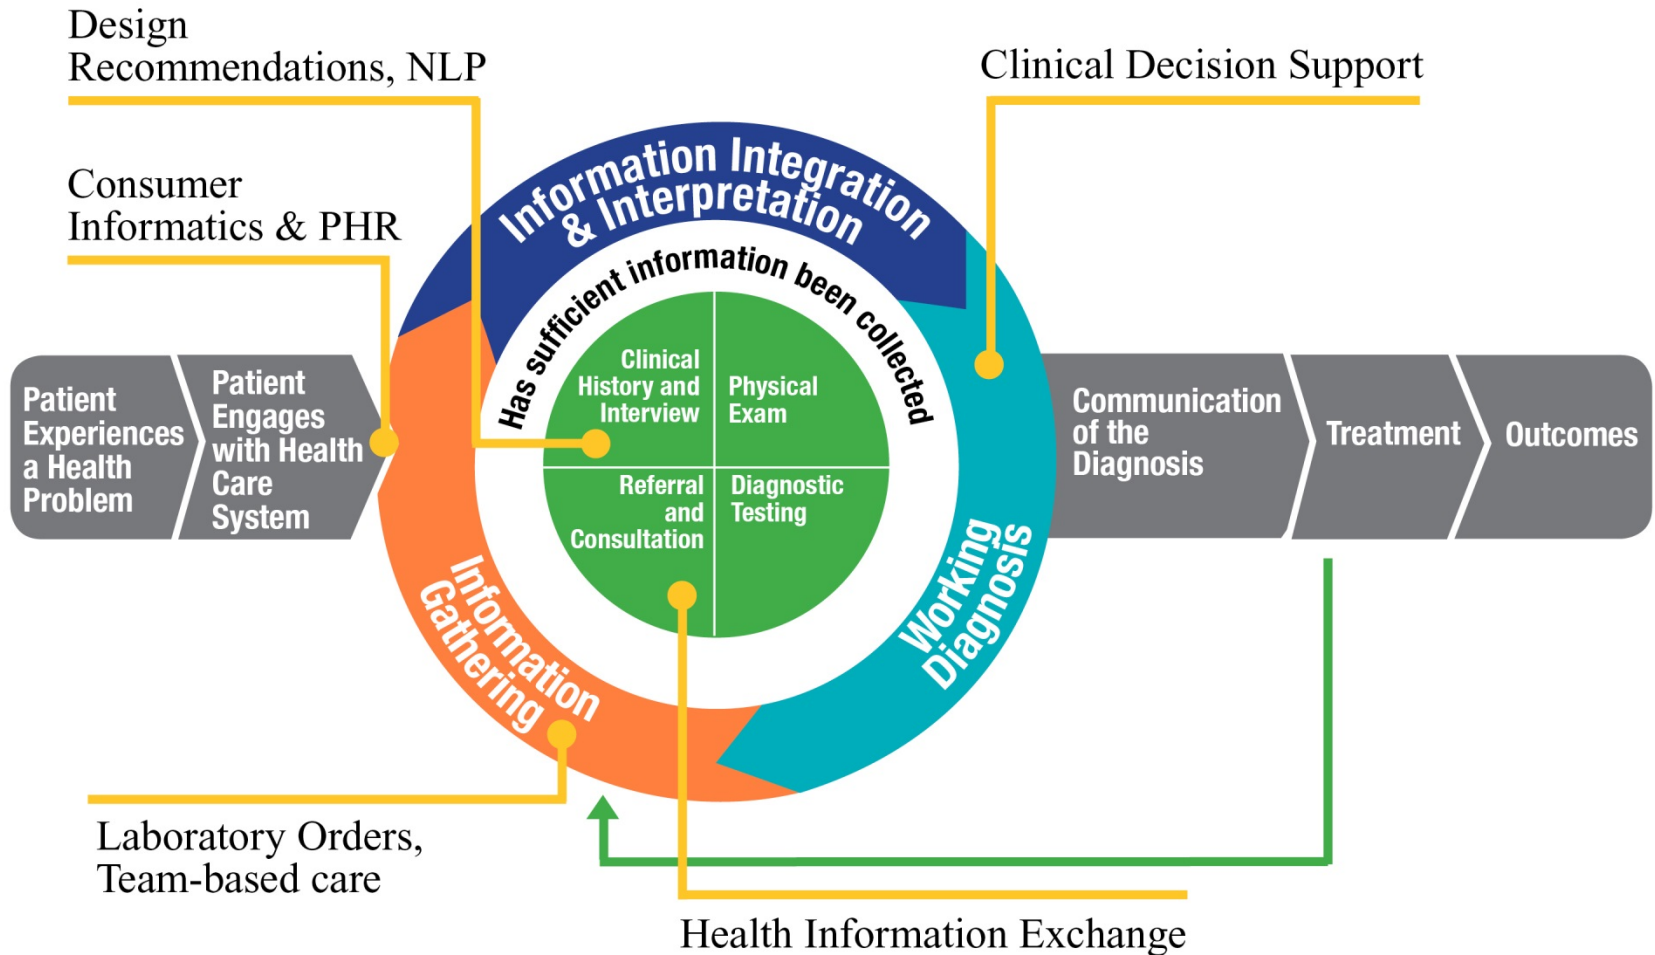 Design
Recommendations, NLP
Clinical Decision Support
Consumer
Informatics & PHR
Information Integration
& Interpretation
Has sufficient information been collected
Clinical
History and
Interview
Physical
Exam
Referral
and
Consultation
Diagnostic
Testing
Patient
Experiences
a Health
Problem
Patient
Engages
with Health
Care
System
Information
Gathering
Working
Diagnosis
Communication
of the
Diagnosis
Treatment
Outcomes
Laboratory Orders,
Team-based care
Health Information Exchange